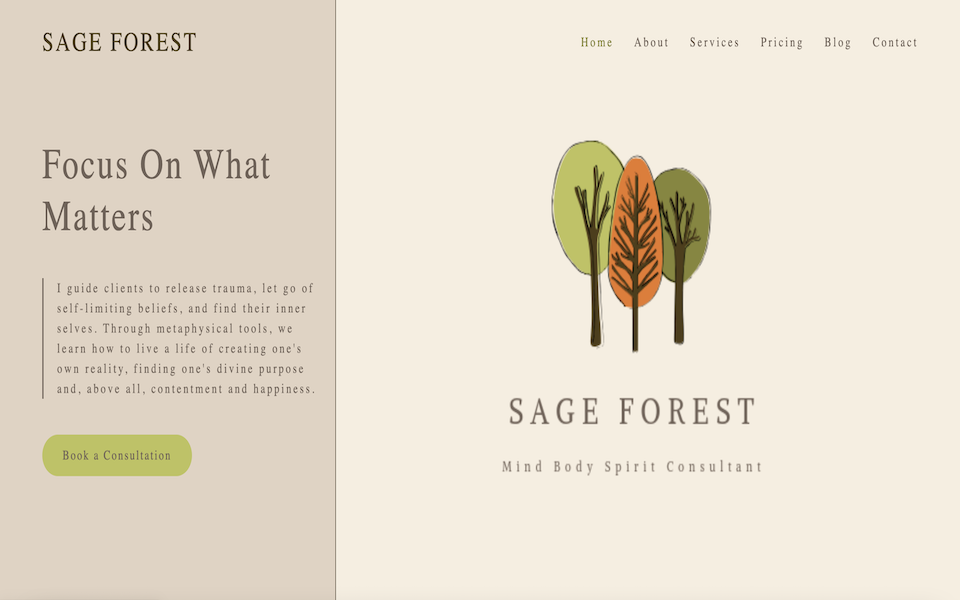 SAGE FOREST
Home About Services Pricing Blog Contact
Focus On What
Matters
I guide clients to release trauma, let go of
self-limiting beliefs, and find their inner
selves. Through metaphysical tools, we
learn how to live a life of creating one's
own reality, finding one's divine purpose
and, above all, contentment and happiness.
Book a Consultation
SAGE FOREST
Mind Body Spirit Consultant